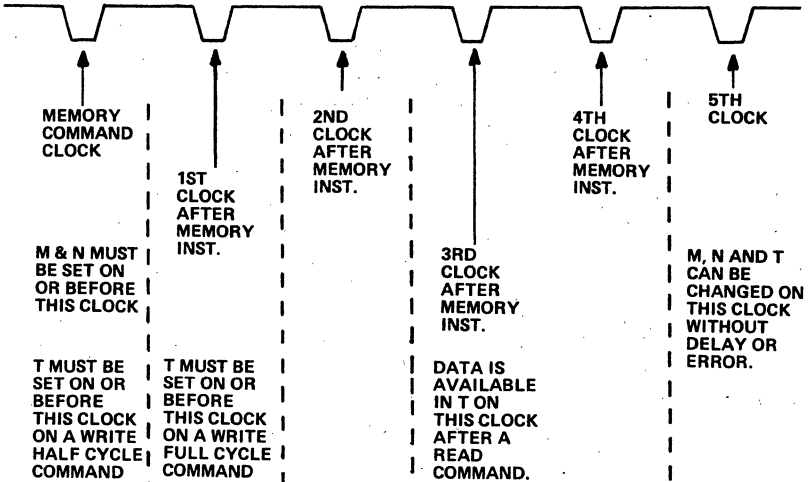 MEMORY
COMMAND
CLOCK
M & N MUST
BE SET ON
OR BEFORE
THIS CLOCK
T MUST BE
SET ON OR
BEFORE
THIS CLOCK
ON A WRITE
HALF CYCLE
COMMAND
1ST
CLOCK
AFTER
MEMORY
INST.
T MUST BE
SET ON OR
BEFORE
THIS CLOCK
ON A WRITE
FULL CYCLE
COMMAND
2ND
CLOCK
AFTER
MEMORY
INST.
3RD
CLOCK
AFTER
MEMORY
INST.
DATA IS
AVAILABLE
IN T ON
THIS CLOCK
AFTER A
READ
COMMAND.
4TH
CLOCK
AFTER
MEMORY
INST.
5TH
CLOCK
M, N AND T
CAN BE
CHANGED ON
THIS CLOCK
WITHOUT
DELAY OR
ERROR.